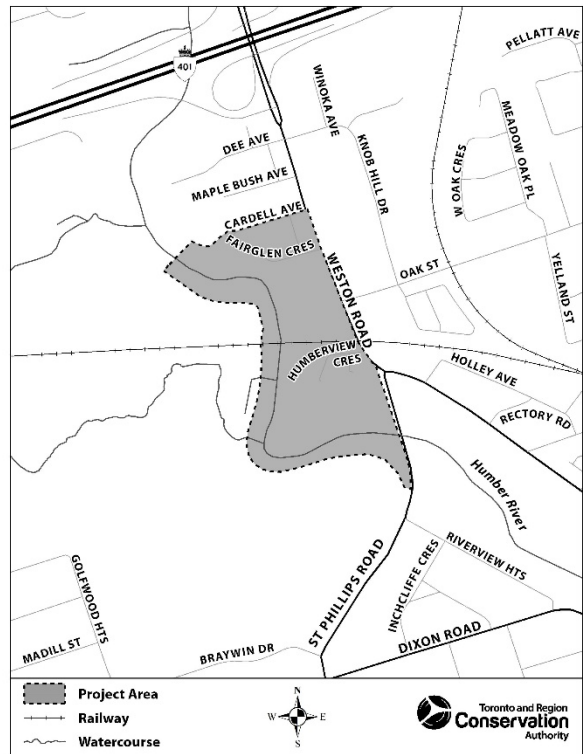 PELLATT AVE
401
WINOKA AVE
MEADOW OAK PL
DEE AVE
KNOB HILL DR
W OAK CRES
MAPLE BUSH AVE
CARDELL AVE
FAIRGLEN CRES
WESTON ROAD
OAK ST
YELLAND ST
HUMBERVIEW
CRES
HOLLEY AVE
RECTORY RD
Humber River
RIVERVIEW HTS
INCHCLIFFE CRES
ST PHILLIPS ROAD
GOLFWOOD HTS
DIXON ROAD
MADILL ST
BRAYWIN DR
Project Area
Railway
Watercourse
N
W
E
S
Toronto and Region
Conservation
Authority